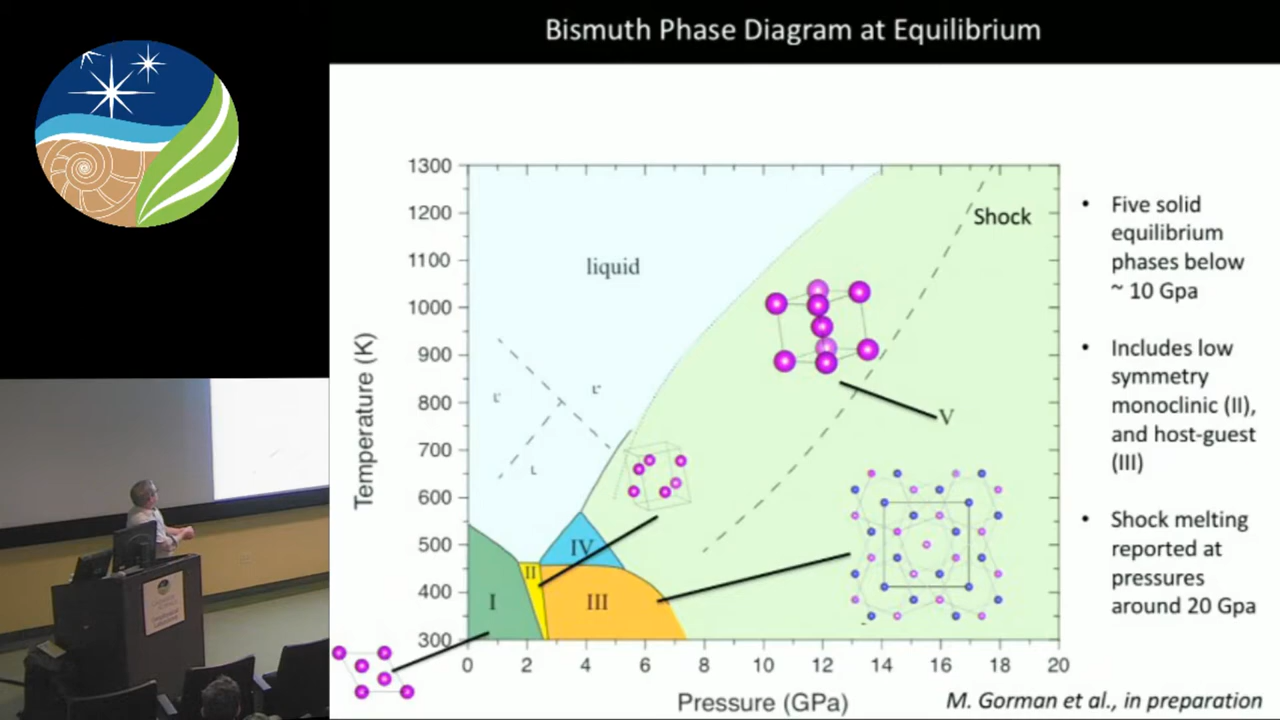 Bismuth Phase Diagram at Equilibrium
1300
1200
1100
1000
900
800
700
600
500
400
300
Temperature (K)
0 2 4 6 8 10 12 14 16 18 20
Pressure (GPa)
liquid
Shock
L'
L"
L
V
IV
II
I
III
• Five solid
equilibrium
phases below
~ 10 Gpa
• Includes low
symmetry
monoclinic (II),
and host-guest
(III)
• Shock melting
reported at
pressures
around 20 Gpa
M. Gorman et al., in preparation